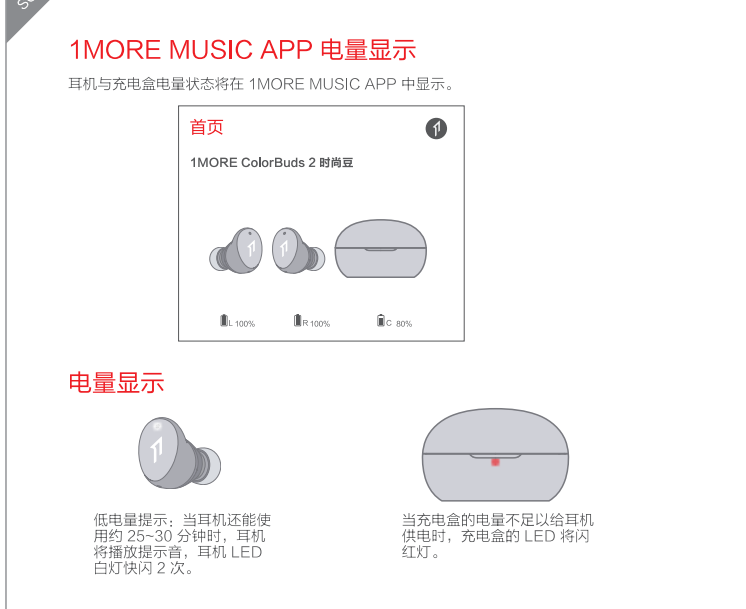 1MORE MUSIC APP 电量显示
耳机与充电盒电量状态将在 1MORE MUSIC APP 中显示。
首页
1MORE ColorBuds 2 时尚豆
L 100%
R 100%
C 80%
电量显示
低电量提示：当耳机还能使
用约 25~30 分钟时，耳机
将播放提示音，耳机 LED
白灯快闪 2 次。
当充电盒的电量不足以给耳机
供电时，充电盒的 LED 将闪
红灯。